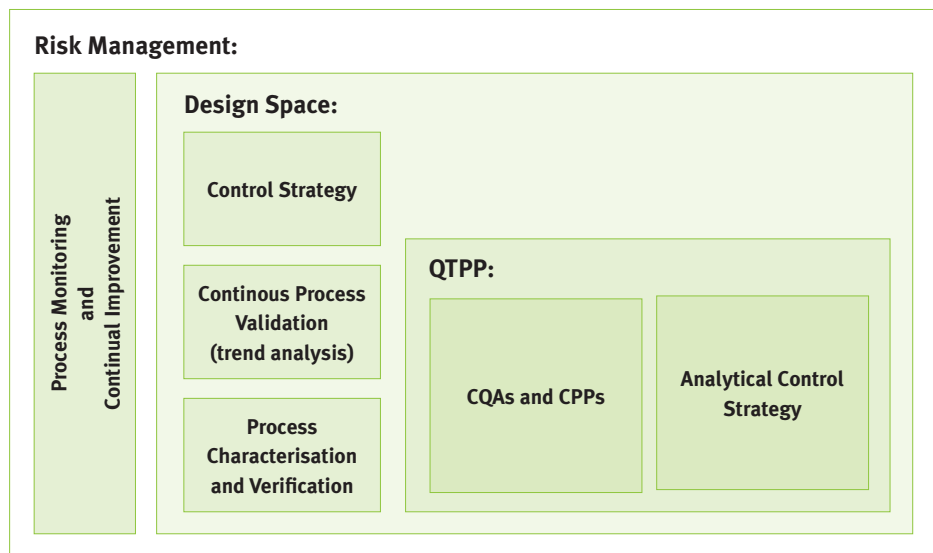 Risk Management:
Process Monitoring
and
Continual Improvement
Design Space:
Control Strategy
Continous Process
Validation
(trend analysis)
Process
Characterisation
and Verification
QTPP:
CQAs and CPPs
Analytical Control
Strategy